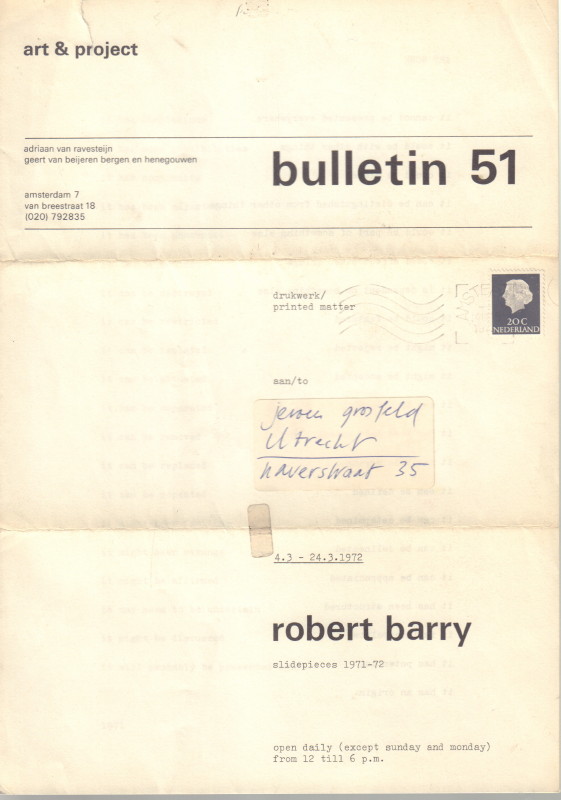 art & project
adriaan van ravesteijn
geert van beijeren bergen en henegouwen
bulletin 51
amsterdam 7
van breestraat 18
(020) 792835
drukwerk/
printed matter
20 C
NEDERLAND
aan/to
jeroen grosfeld
Utrecht
haverstraat 35
4.3 - 24.3.1972
robert barry
slidepieces 1971-72
open daily (except sunday and monday)
from 12 till 6 p.m.